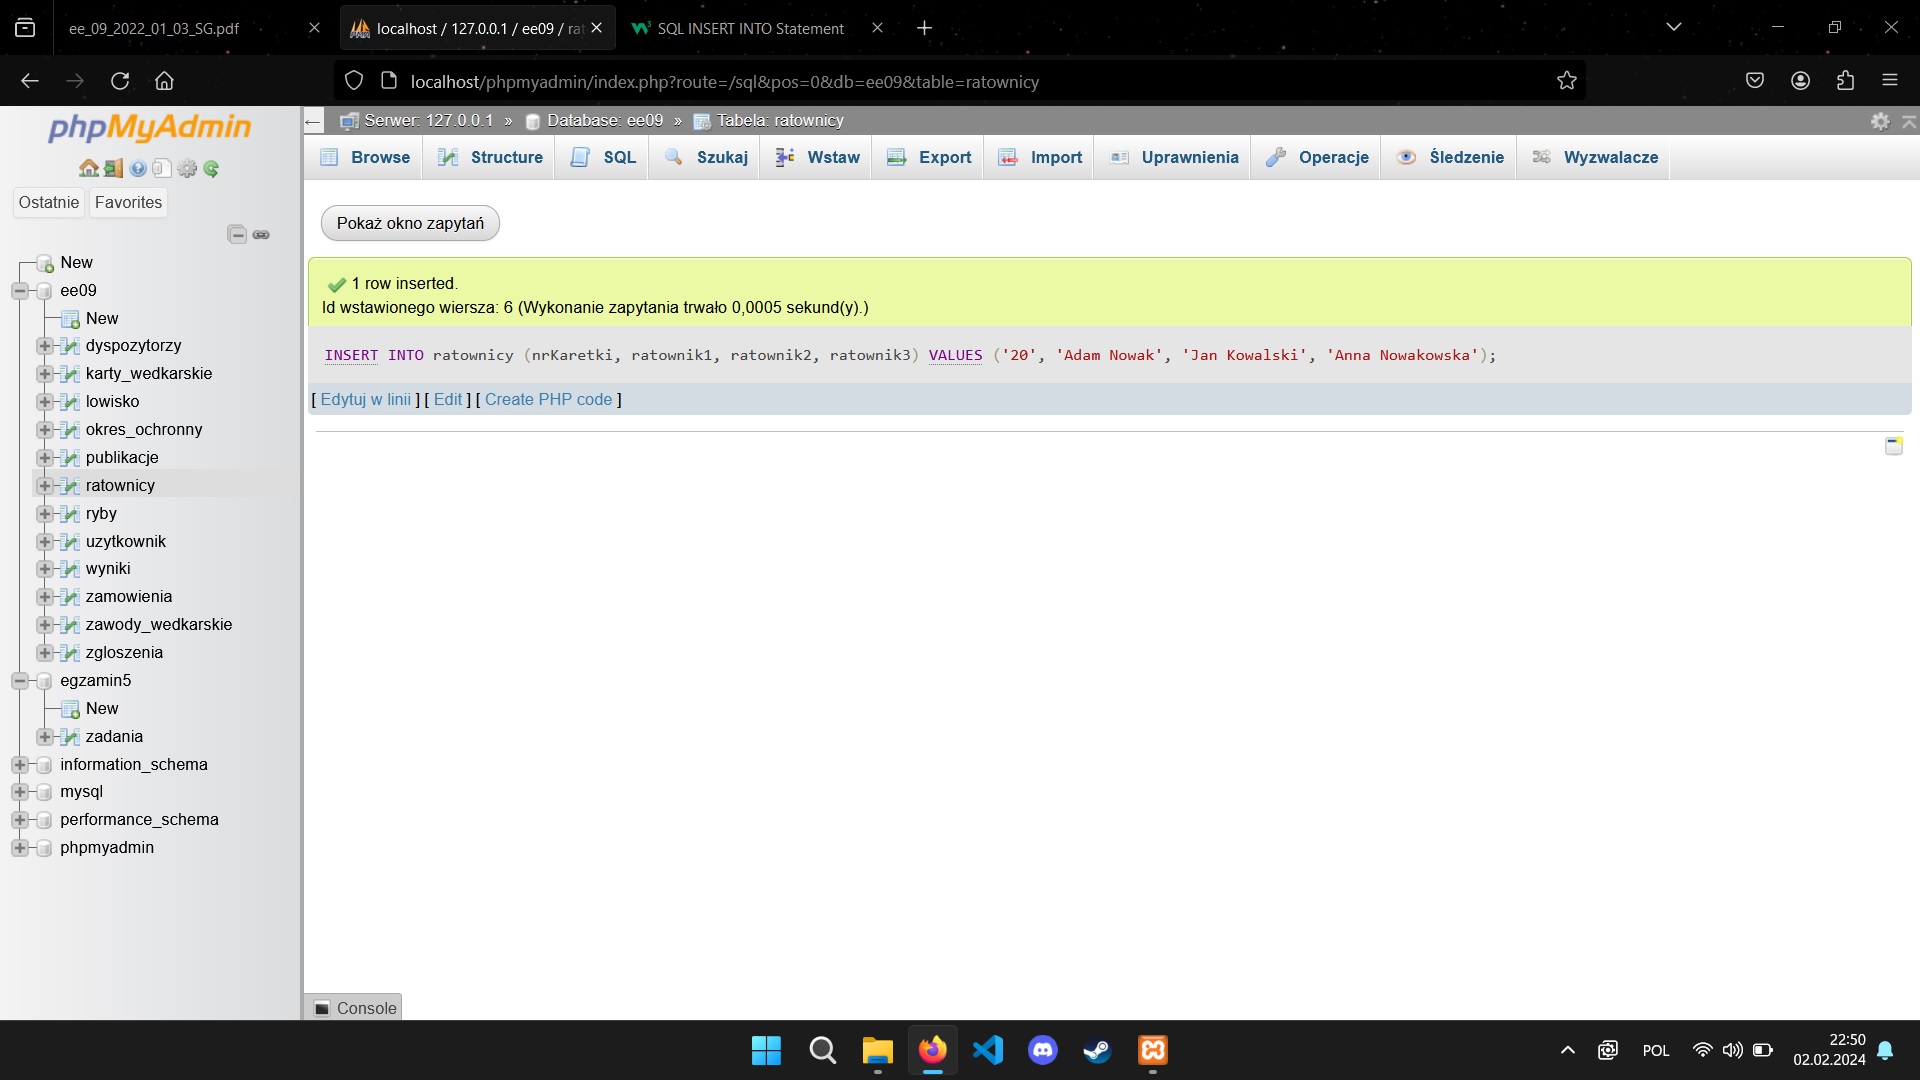 ee_09_2022_01_03_SG.pdf
localhost / 127.0.0.1 / ee09 / rat
SQL INSERT INTO Statement
localhost/phpmyadmin/index.php?route=/sql&pos=0&db=ee09&table=ratownicy
phpMyAdmin
Ostatnie Favorites
New
ee09
New
dyspozytorzy
karty_wedkarskie
lowisko
okres_ochronny
publikacje
ratownicy
ryby
uzytkownik
wyniki
zamowienia
zawody_wedkarskie
zgloszenia
egzamin5
New
zadania
information_schema
mysql
performance_schema
phpmyadmin
Serwer: 127.0.0.1 » Database: ee09 » Tabela: ratownicy
Browse Structure SQL Szukaj Wstaw Export Import Uprawnienia Operacje Śledzenie Wyzwalacze
Pokaż okno zapytań
1 row inserted.
Id wstawionego wiersza: 6 (Wykonanie zapytania trwało 0,0005 sekund(y).)
INSERT INTO ratownicy (nrKaretki, ratownik1, ratownik2, ratownik3) VALUES ('20', 'Adam Nowak', 'Jan Kowalski', 'Anna Nowakowska');
[ Edytuj w linii ] [ Edit ] [ Create PHP code ]
Console
POL
22:50
02.02.2024